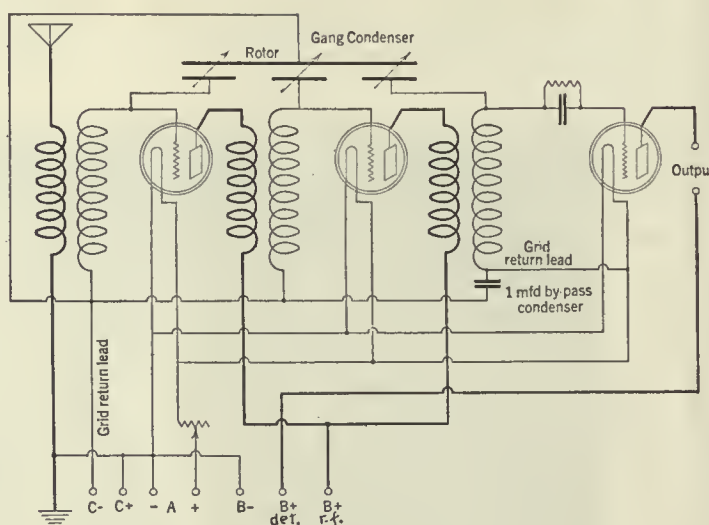 Rotor
Gang Condenser
Output
Grid
return lead
1 mfd by-pass
condenser
Grid return lead
C-
C+
- A +
B-
B+
det.
B+
r.f.